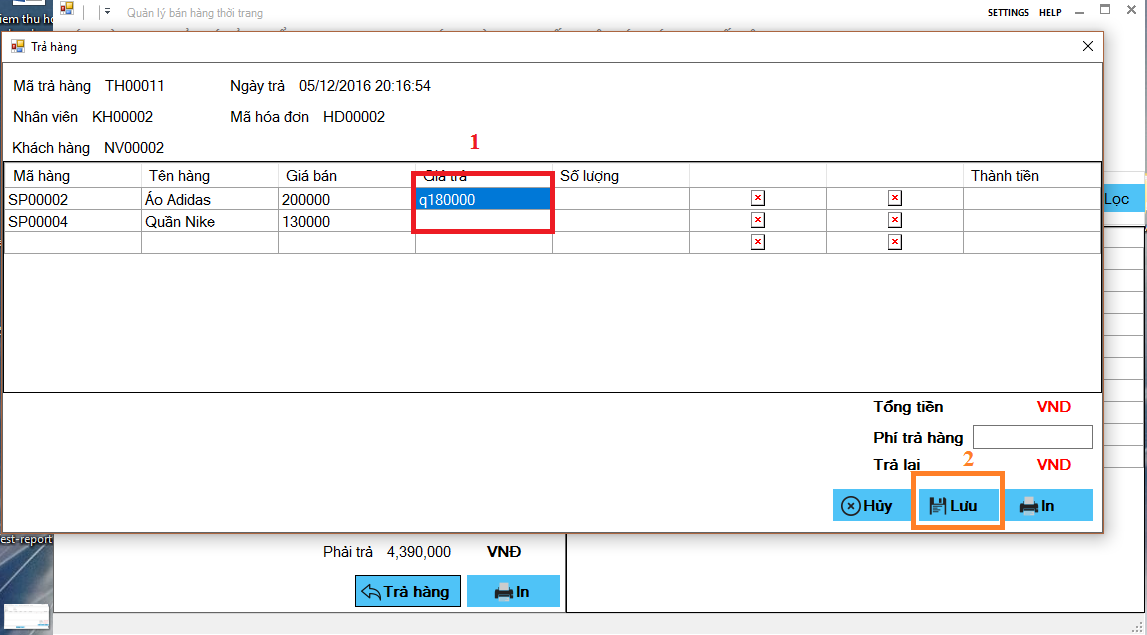 iem thu ho
Quản lý bán hàng thời trang
SETTINGS HELP
Trả hàng
Mã trả hàng TH00011 Ngày trả 05/12/2016 20:16:54
Nhân viên KH00002 Mã hóa đơn HD00002
Khách hàng NV00002
1
Mã hàng Tên hàng Giá bán Giá trả Số lượng Thành tiền
SP00002 Áo Adidas 200000 q180000
SP00004 Quần Nike 130000
Lọc
Tổng tiền VND
Phí trả hàng
2
Trả lại VND
Hủy Lưu In
est-report
Phải trả 4,390,000 VNĐ
Trả hàng In